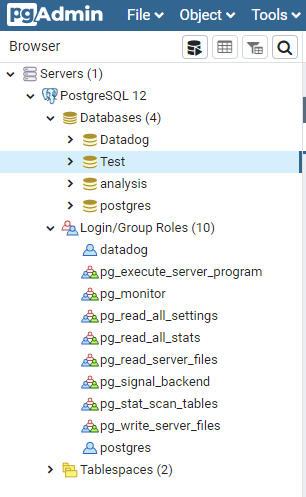 pgAdmin File Object Tools
Browser
Servers (1)
PostgreSQL 12
Databases (4)
Datadog
Test
analysis
postgres
Login/Group Roles (10)
datadog
pg_execute_server_program
pg_monitor
pg_read_all_settings
pg_read_all_stats
pg_read_server_files
pg_signal_backend
pg_stat_scan_tables
pg_write_server_files
postgres
Tablespaces (2)